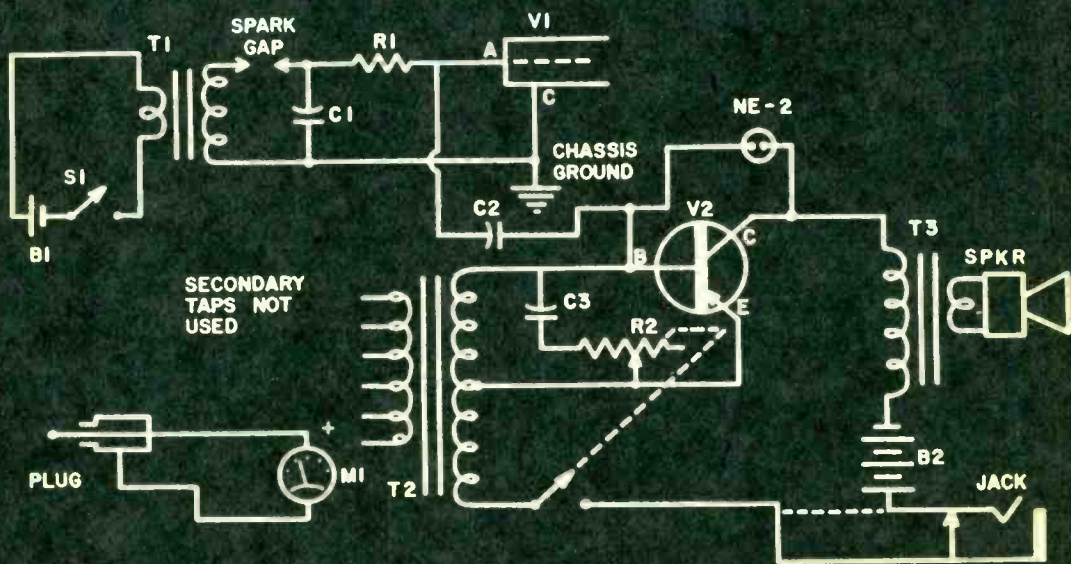 T1
SPARK
GAP
R1
V1
A
C
C1
S1
B1
CHASSIS
GROUND
NE-2
C2
V2
C
B
E
T3
SPKR
SECONDARY
TAPS NOT
USED
C3
R2
PLUG
+
M1
T2
B2
JACK